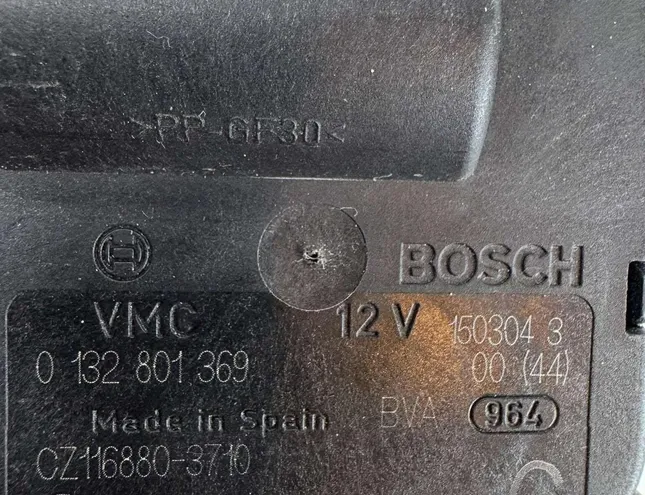 >PP-GF30<
BOSCH
VMC 12 V 150304 3
0 132 801 369 00 (44)
Made in Spain BVA 964
CZ116880-3710